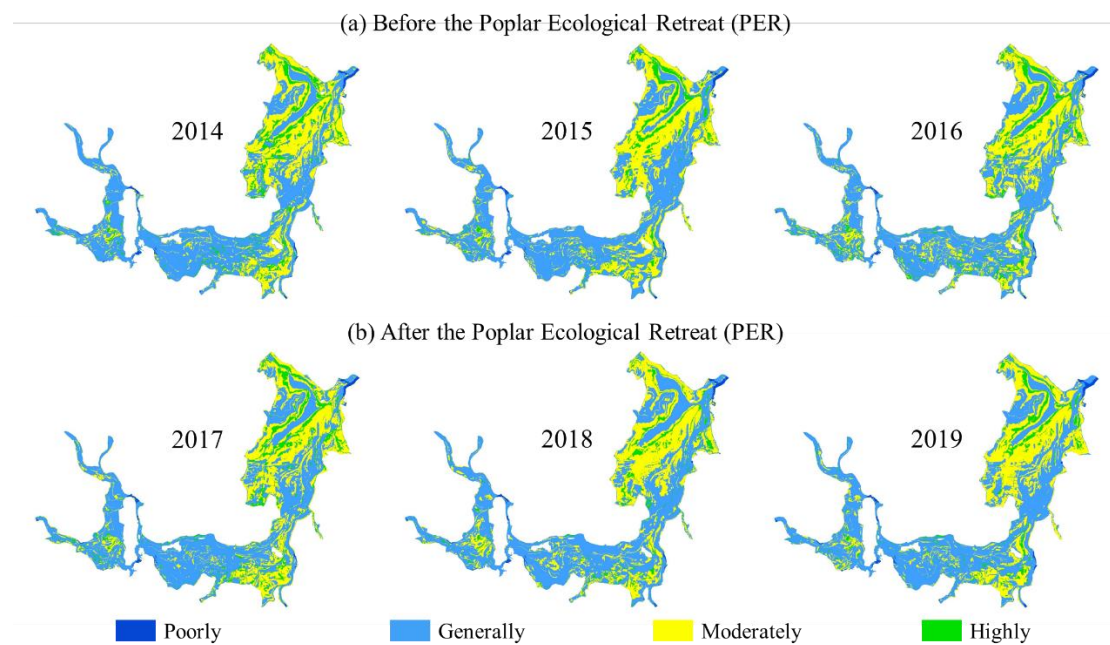 (a) Before the Poplar Ecological Retreat (PER)
2014 2015 2016
(b) After the Poplar Ecological Retreat (PER)
2017 2018 2019
Poorly Generally Moderately Highly